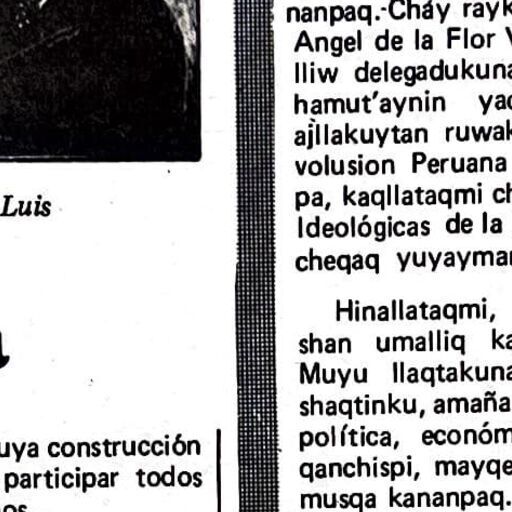 Luis
uya construcción
participar todos
nanpaq.-Chay rayk
Angel de la Flor V
lliw delegadukuna
hamut'aynin yac
ajllakuytan ruwak
volusion Peruana
pa, kaqllataqmi ch
Ideológicas de la
cheqaq yuyayman
Hinallataqmi,
shan umalliq ka
Muyu llaqtakuna
shaqtinku, amaña
política, económ
qanchispi, mayqe
musqa kananpaq.